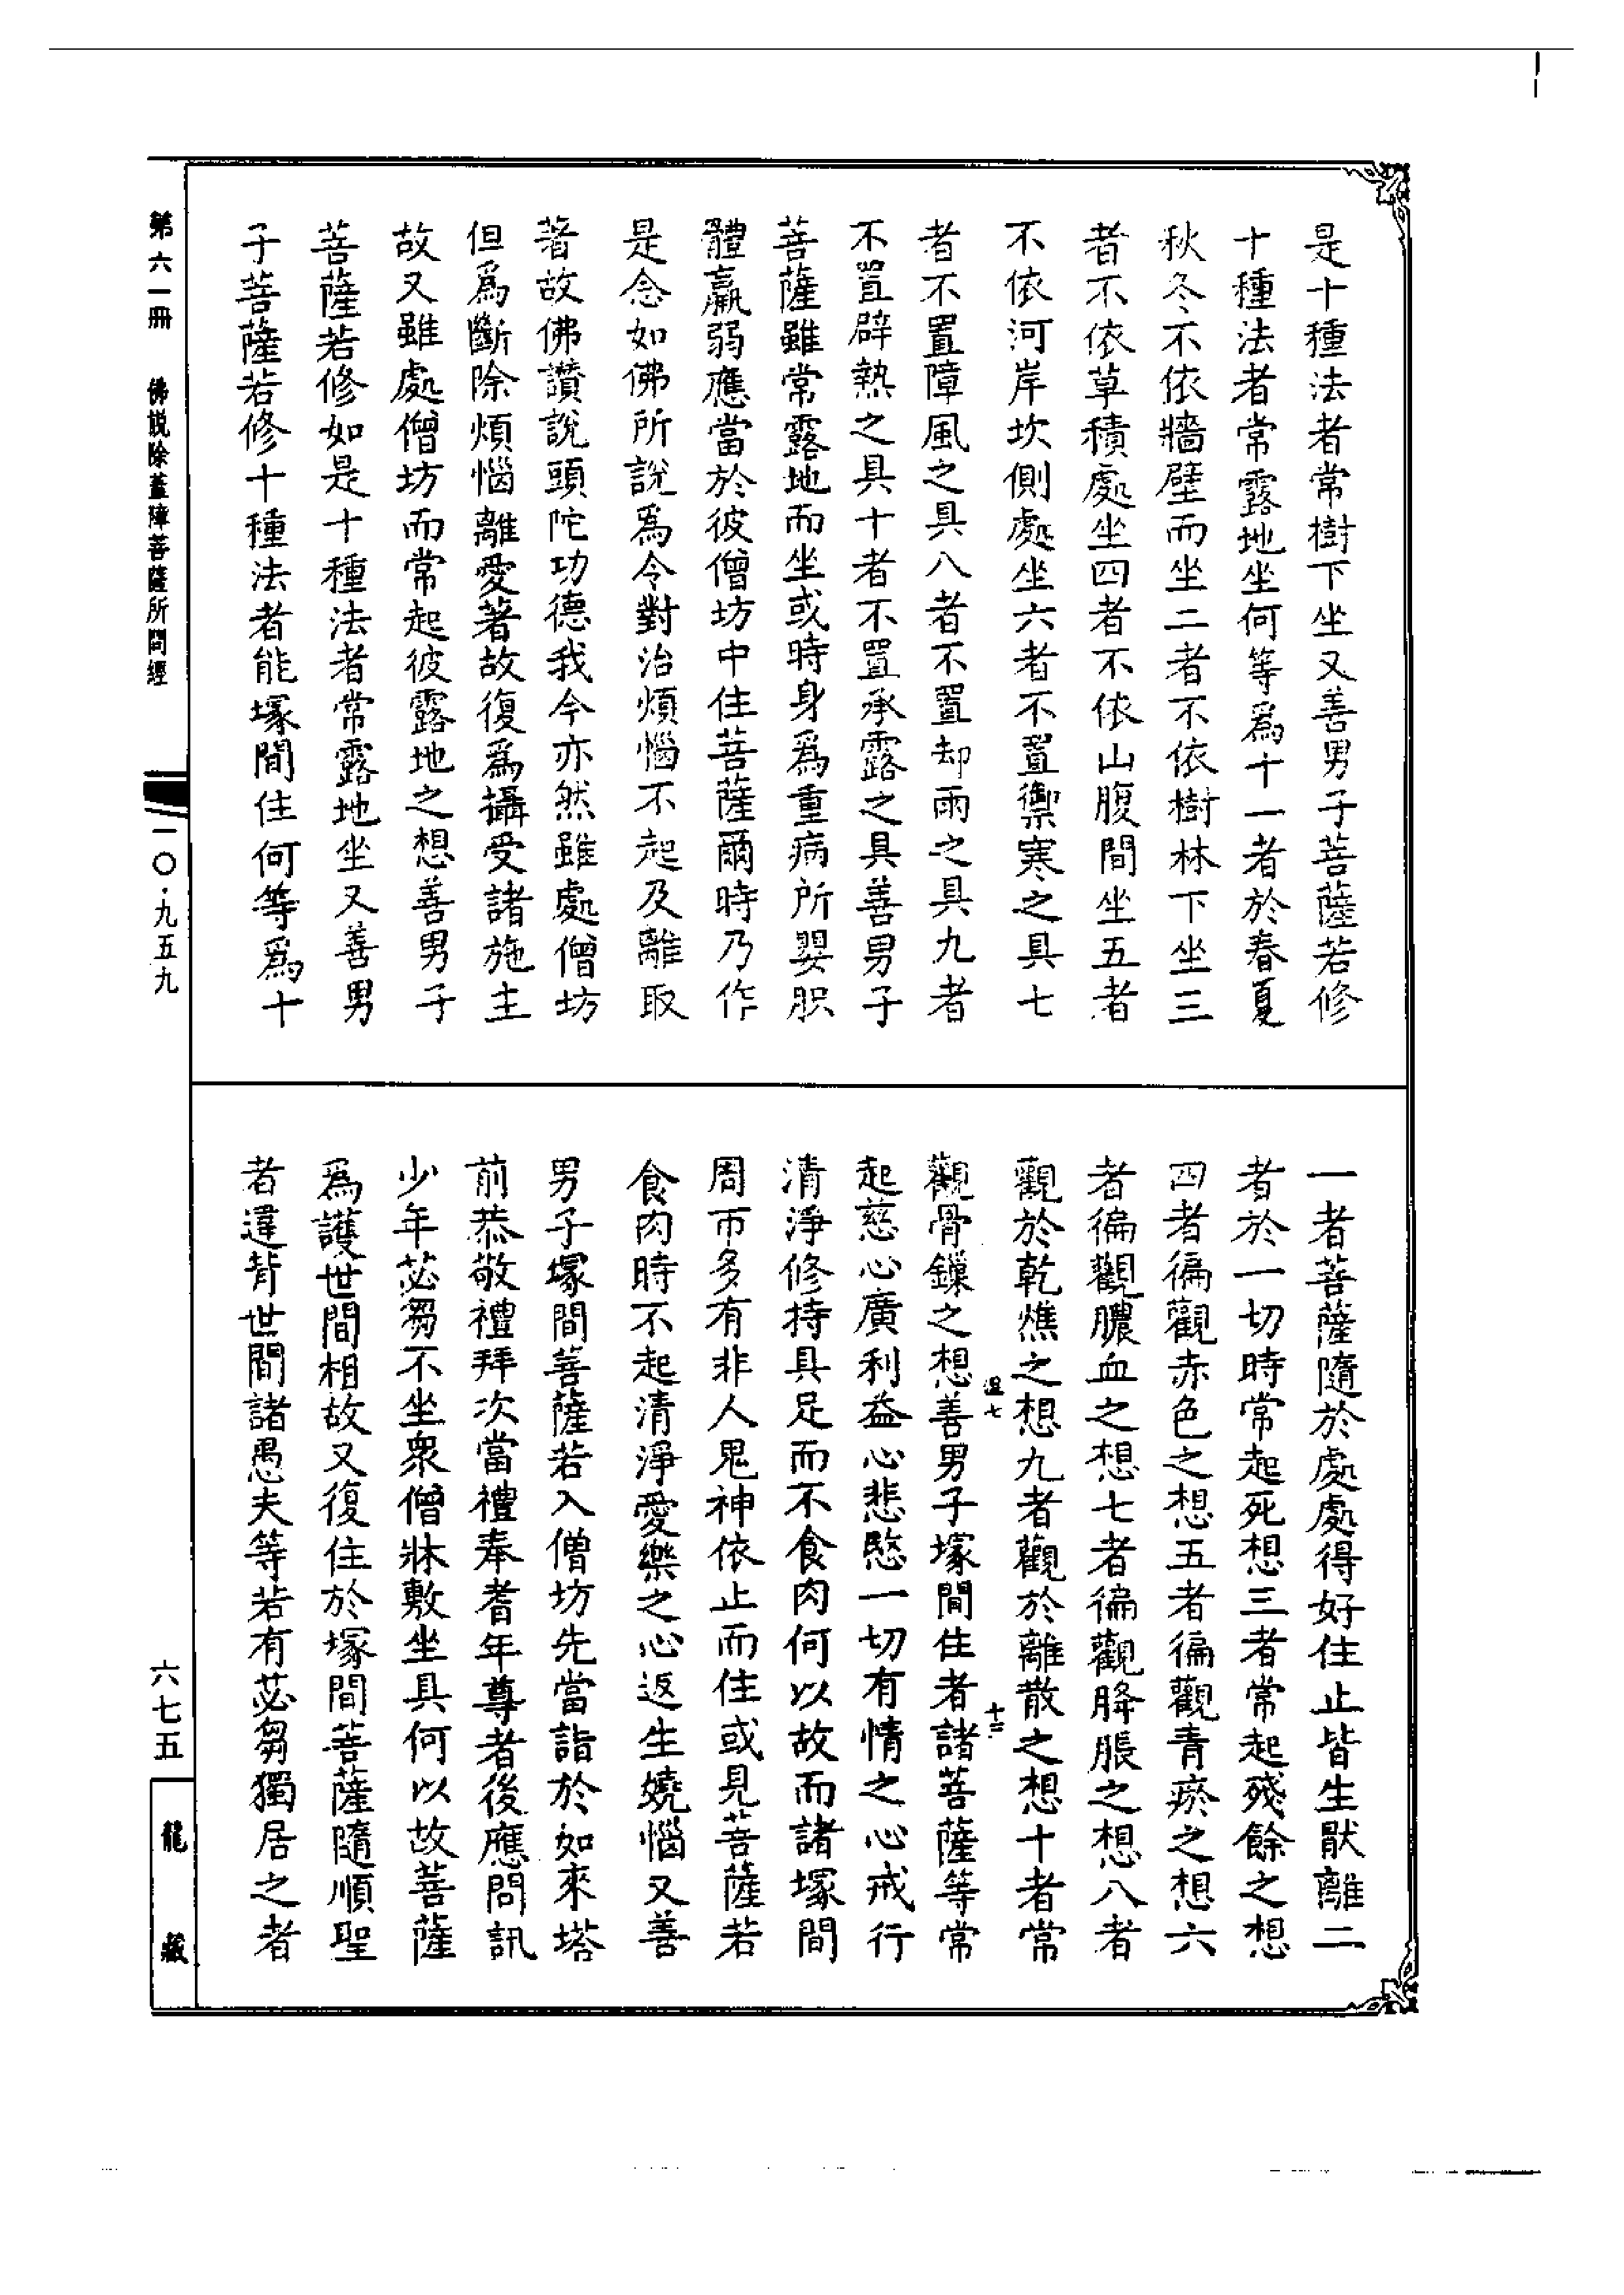 是十種法者常樹下坐又善男子菩薩若修
十種法者常露地坐何等爲十一者於春夏
秋冬不依牆壁而坐二者不依樹林下坐三
者不依草積處坐四者不依山腹間坐五者
不依河岸坎側處坐六者不置禦寒之具七
者不置障風之具八者不置却雨之具九者
不置辟熱之具十者不置承露之具善男子
菩薩雖常露地而坐或時身爲重病所嬰肌
體羸弱應當於彼僧坊中住菩薩爾時乃作
是念如佛所說爲令對治煩惱不起及離取
著故佛讚說頭陀功德我今亦然雖處僧坊
但爲斷除煩惱離愛著故復爲攝受諸施主
故又雖處僧坊而常起彼露地之想善男子
菩薩若修如是十種法者常露地坐又善男
子菩薩若修十種法者能塚間住何等爲十
一者菩薩隨於處處得好住止皆生厭離二
者於一切時常起死想三者常起殘餘之想
四者徧觀赤色之想五者徧觀青瘀之想六
者徧觀膿血之想七者徧觀胮脹之想八者
觀於乾燋之想九者觀於離散之想十者常
觀骨鏁之想善男子塚間住者諸菩薩等常
起慈心廣利益心悲愍一切有情之心戒行
清淨修持具足而不食肉何以故而諸塚間
周帀多有非人鬼神依止而住或見菩薩若
食肉時不起清淨愛樂之心返生嬈惱又善
男子塚間菩薩若入僧坊先當詣於如來塔
前恭敬禮拜次當禮奉耆年尊者後應問訊
少年苾芻不坐衆僧牀敷坐具何以故菩薩
爲護世間相故又復住於塚間菩薩隨順聖
者違背世間諸愚夫等若有苾芻獨居之者
溫七
十二
第六一冊 佛說除蓋障菩薩所問經
一〇·九五九
六七五
龍藏